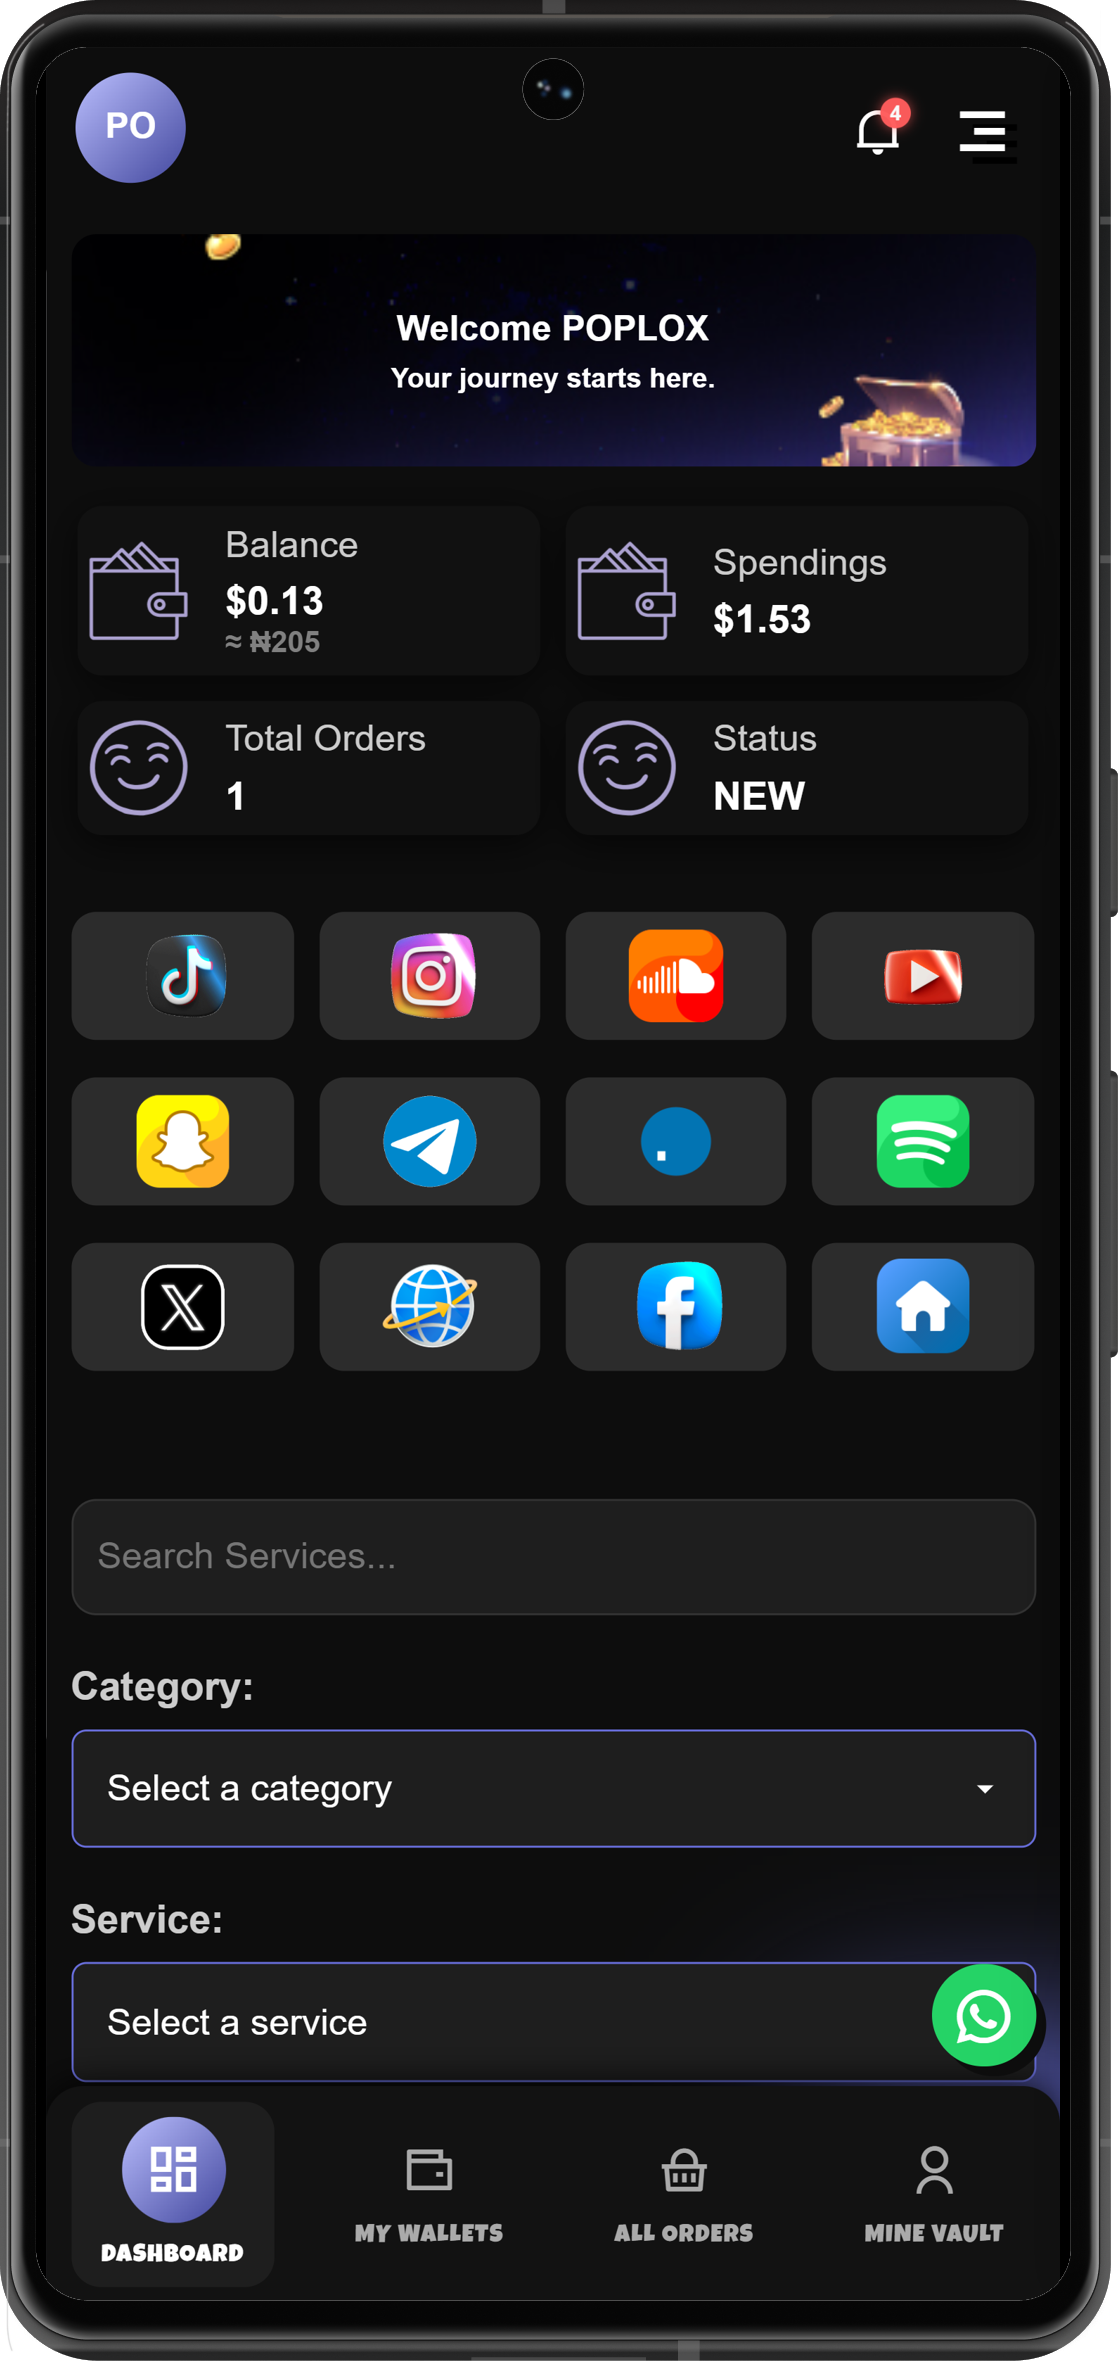 PO
4
Welcome POPLOX
Your journey starts here.
Balance
$0.13
≈ ₦205
Spendings
$1.53
Total Orders
1
Status
NEW
Search Services...
Category:
Select a category
Service:
Select a service
DASHBOARD
MY WALLETS
ALL ORDERS
MINE VAULT